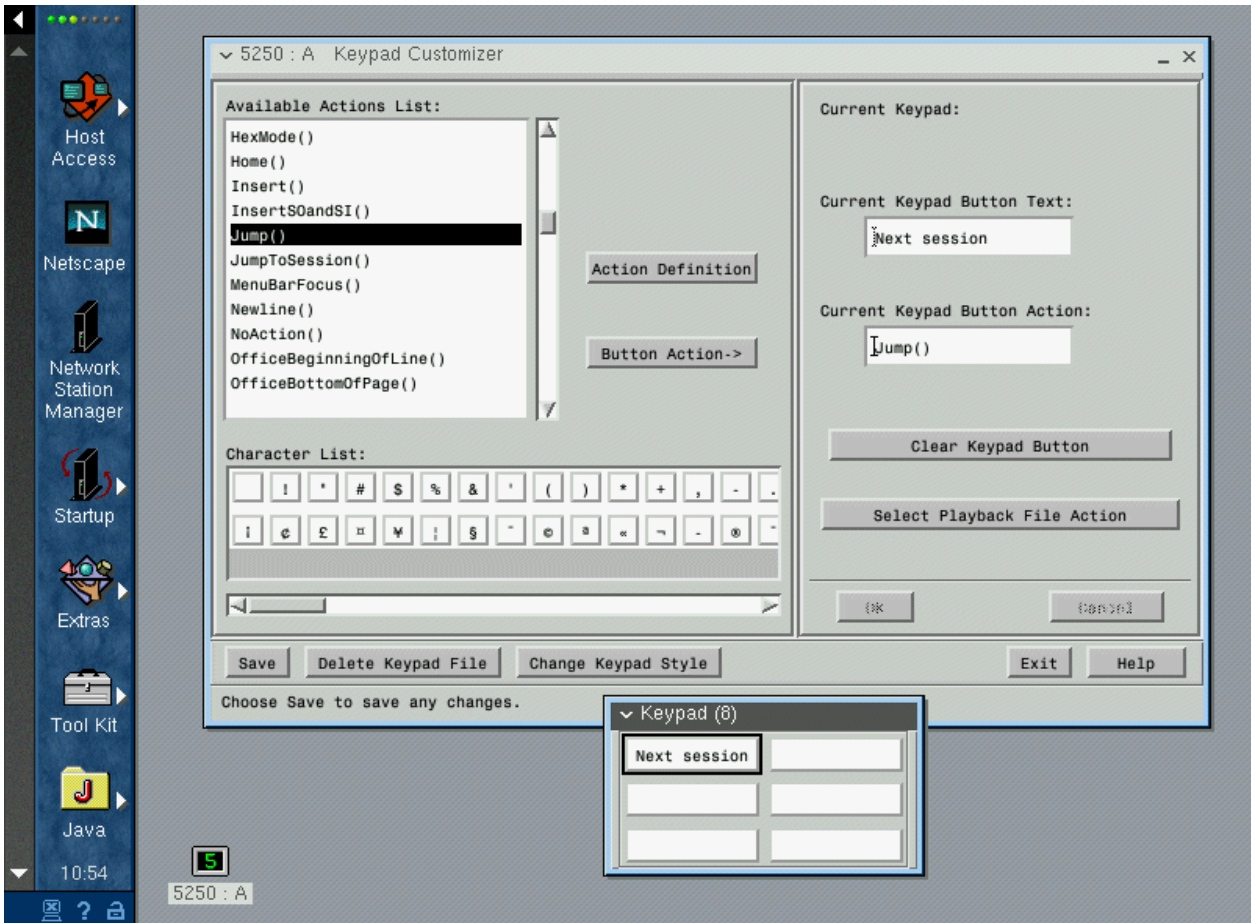 5250 : A Keypad Customizer
Host
Access
N
Netscape
Network
Station
Manager
Startup
Extras
Tool Kit
J
Java
10:54
?
Available Actions List:
HexMode()
Home()
Insert()
InsertSOandSI()
Jump()
JumpToSession()
MenuBarFocus()
Newline()
NoAction()
OfficeBeginningOfLine()
OfficeBottomOfPage()
Action Definition
Button Action->
Character List:
! " # $ % & ' ( ) * + , - .
¡ ¢ £ ¤ ¥ ¦ § ¨ © ª « ¬ - ® ¯
Current Keypad:
Current Keypad Button Text:
Next session
Current Keypad Button Action:
Jump()
Clear Keypad Button
Select Playback File Action
OK Cancel
Save Delete Keypad File Change Keypad Style Exit Help
Choose Save to save any changes.
Keypad (8)
Next session
5
5250 : A